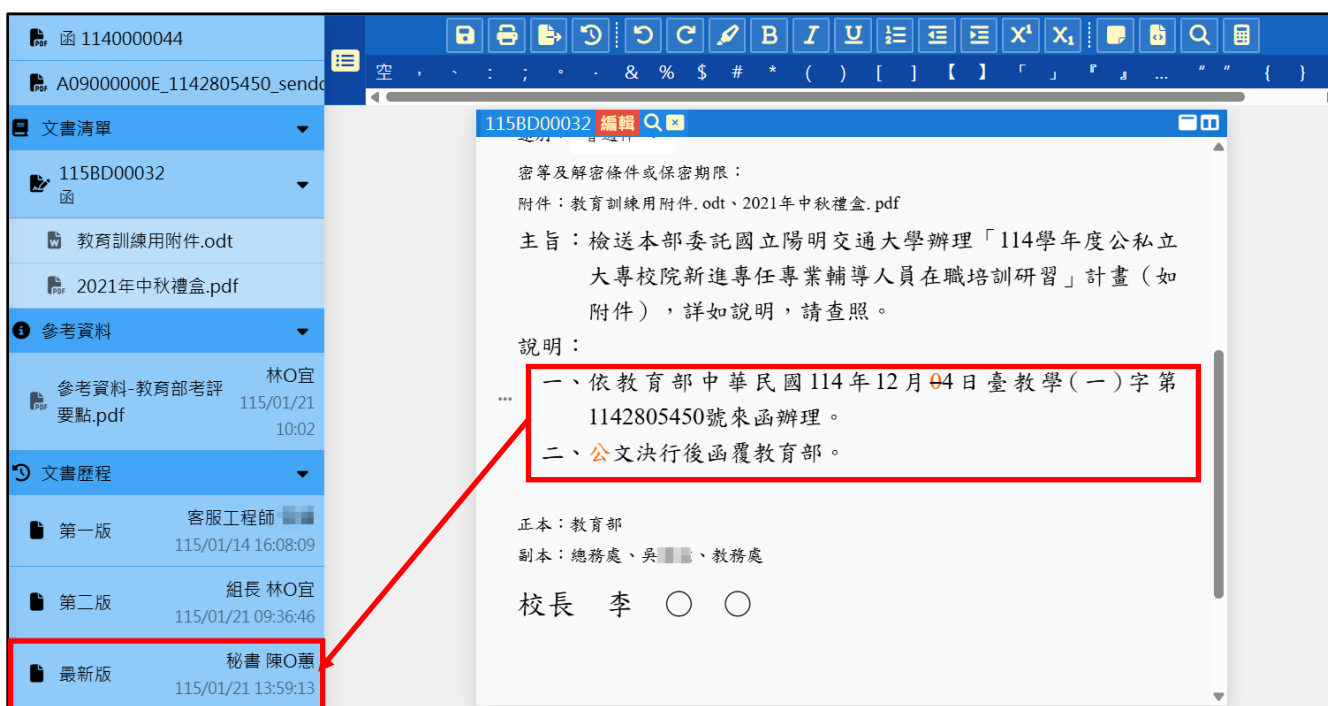 函 1140000044
A09000000E_1142805450_sendd
文書清單
115BD00032
函
教育訓練用附件.odt
2021年中秋禮盒.pdf
參考資料
參考資料-教育部考評要點.pdf
林O宜
115/01/21
10:02
文書歷程
第一版
客服工程師
115/01/14 16:08:09
第二版
組長 林O宜
115/01/21 09:36:46
最新版
秘書 陳O蕙
115/01/21 13:59:13
B I U X¹ X₁
空 , 、 : ; 。 · & % $ # * ( ) [ ] 【 】 「 」 『 』 … " " { }
115BD00032 編輯
密等及解密條件或保密期限：
附件：教育訓練用附件.odt、2021年中秋禮盒.pdf
主旨：檢送本部委託國立陽明交通大學辦理「114學年度公私立
大專校院新進專任專業輔導人員在職培訓研習」計畫（如
附件），詳如說明，請查照。
說明：
一、依教育部中華民國114年12月04日臺教學(一)字第
1142805450號來函辦理。
二、公文決行後函覆教育部。
正本：教育部
副本：總務處、吳、教務處
校長 李 ○ ○